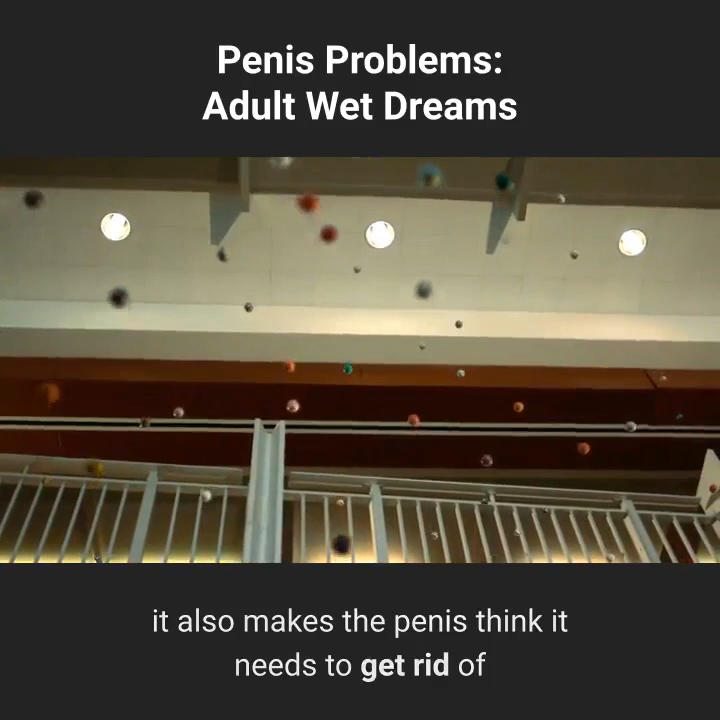 Penis Problems:
Adult Wet Dreams
it also makes the penis think it
needs to get rid of